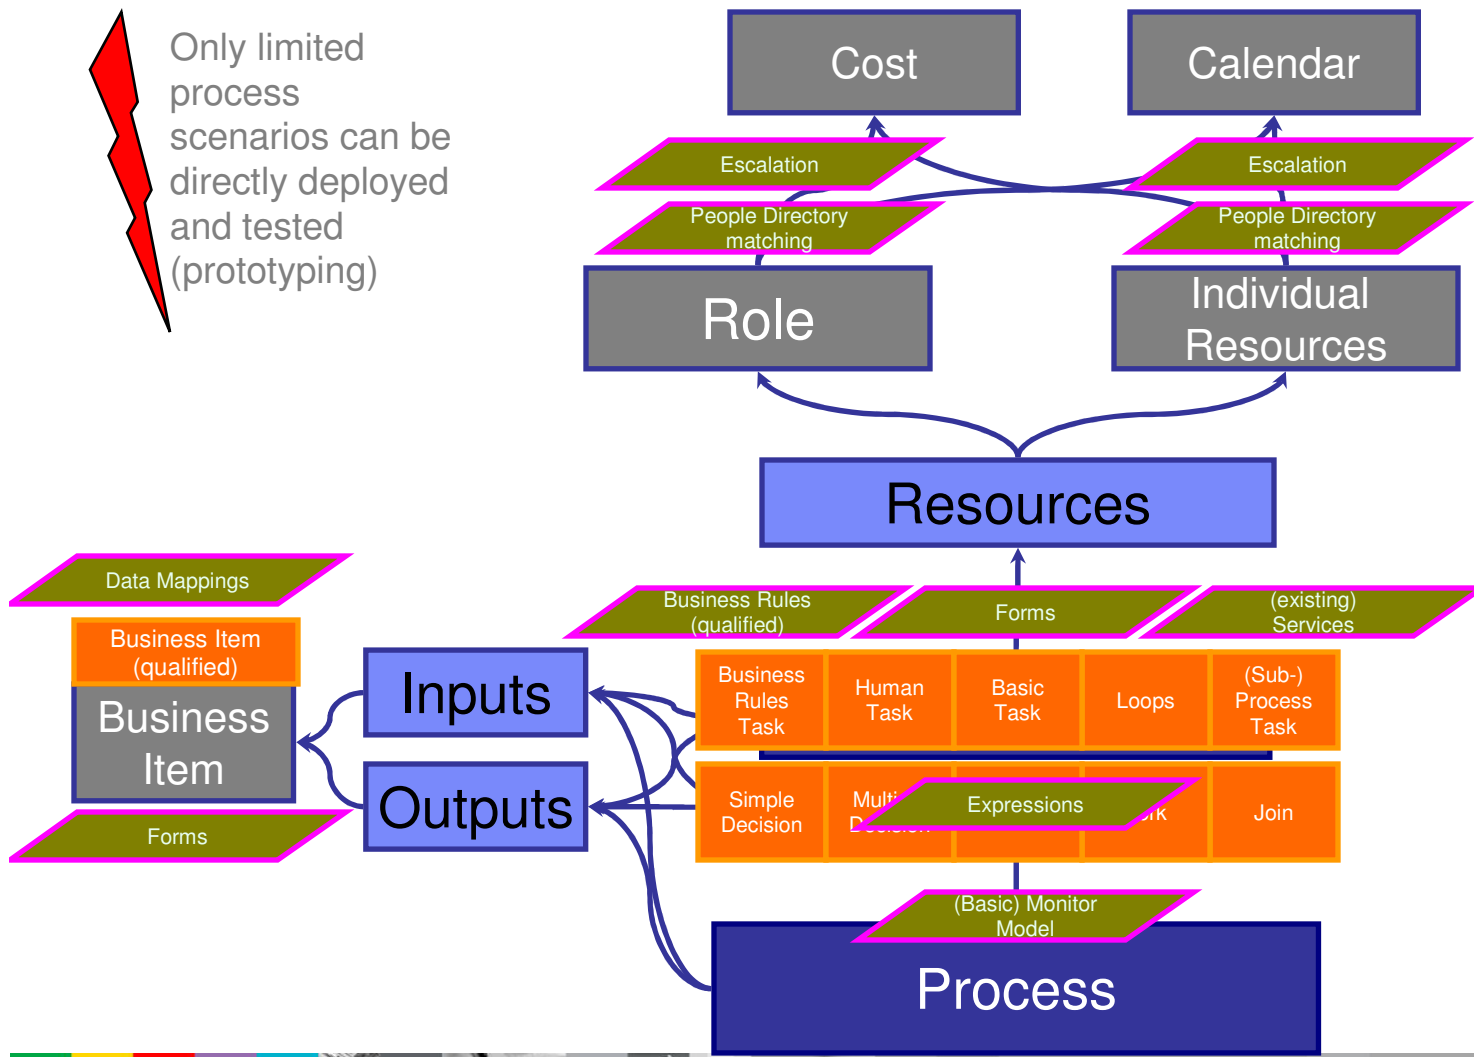 Only limited
process
scenarios can be
directly deployed
and tested
(prototyping)
Cost
Calendar
Escalation
Escalation
People Directory
matching
People Directory
matching
Role
Individual
Resources
Resources
Data Mappings
Business Rules
(qualified)
Forms
(existing)
Services
Business Item
(qualified)
Business
Item
Inputs
Business
Rules
Task
Human
Task
Basic
Task
Loops
(Sub-)
Process
Task
Outputs
Simple
Decision
Expressions
Join
Forms
(Basic) Monitor
Model
Process